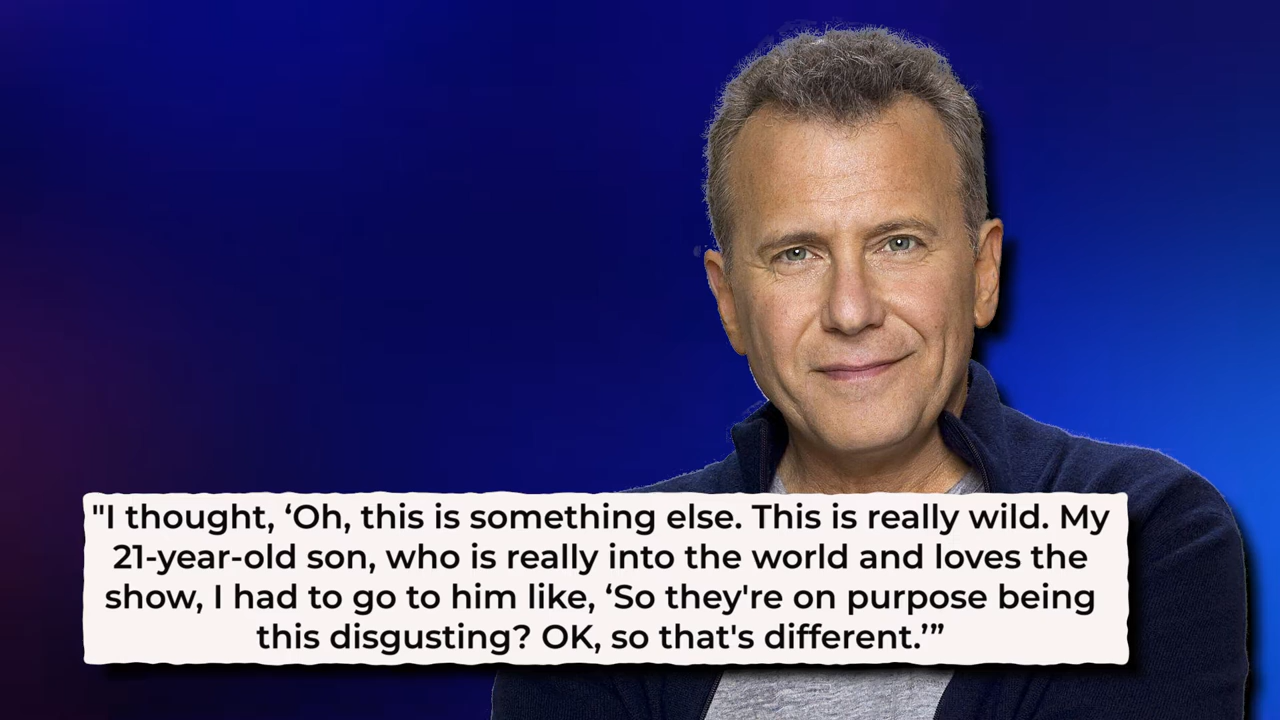 "I thought, ‘Oh, this is something else. This is really wild. My
21-year-old son, who is really into the world and loves the
show, I had to go to him like, ‘So they're on purpose being
this disgusting? OK, so that's different.’”